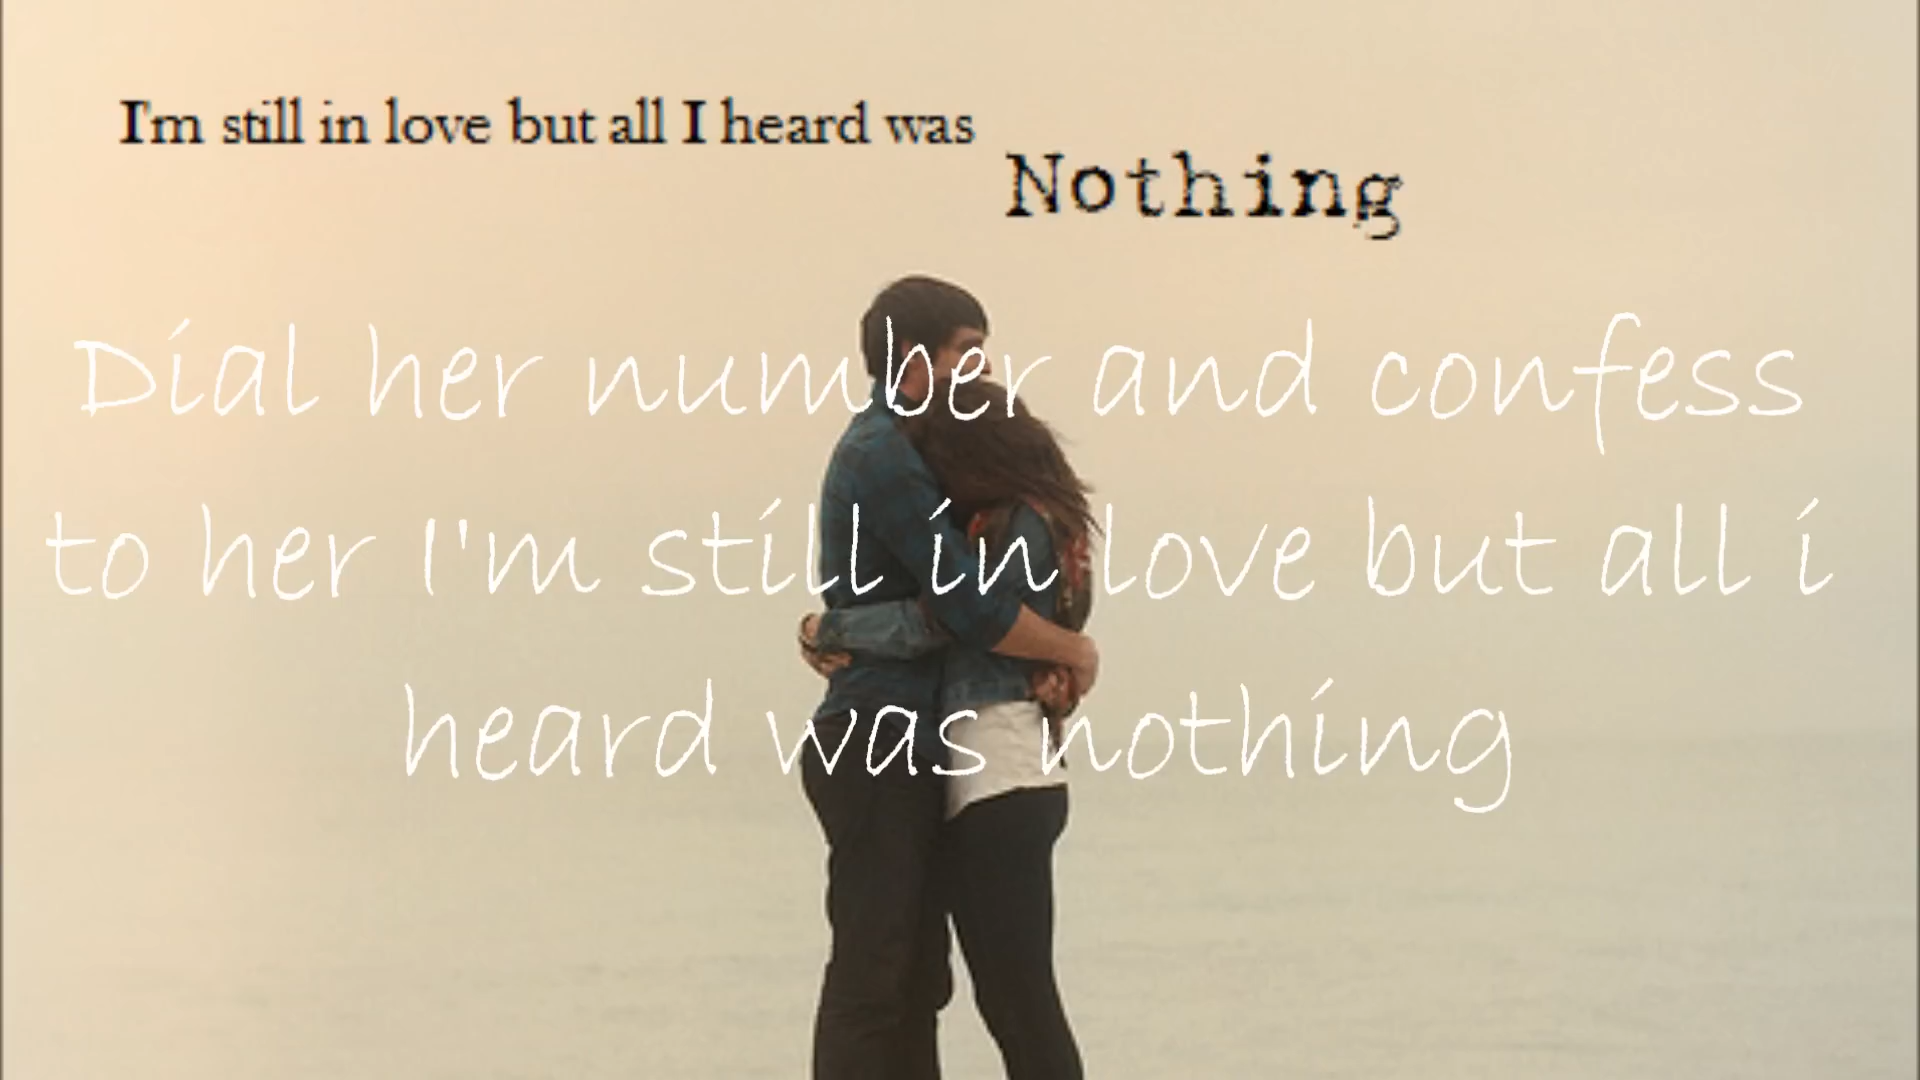 I'm still in love but all I heard was
Nothing
Dial her number and confess
to her I'm still in love but all i
heard was nothing